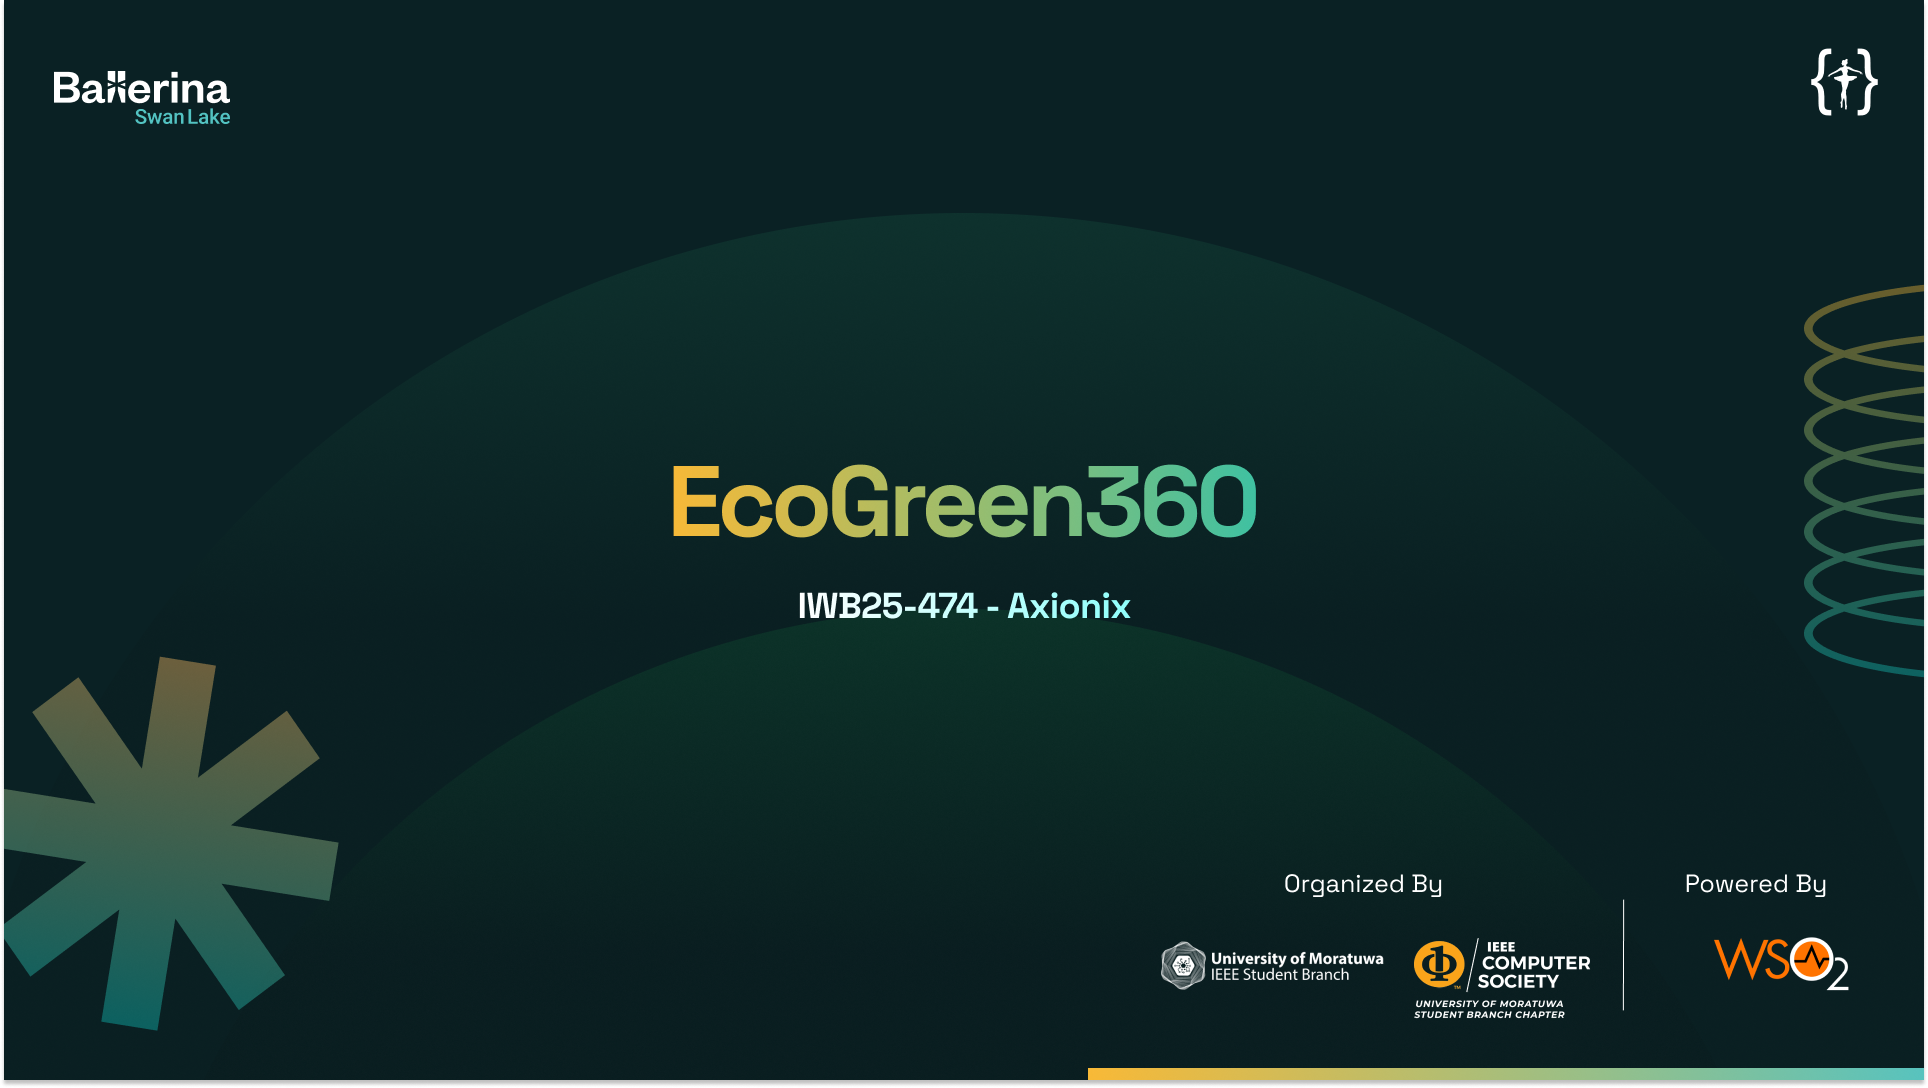 Ballerina
Swan Lake
EcoGreen360
IWB25-474 - Axionix
Organized By
Powered By
University of Moratuwa
IEEE Student Branch
IEEE
COMPUTER
SOCIETY
TM
UNIVERSITY OF MORATUWA
STUDENT BRANCH CHAPTER
WSO2